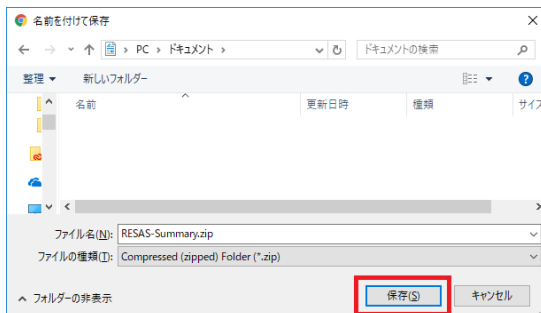 名前を付けて保存
PC › ドキュメント ›
ドキュメントの検索
整理 ▼ 新しいフォルダー
名前 更新日時 種類 サイズ
ファイル名(N): RESAS-Summary.zip
ファイルの種類(T): Compressed (zipped) Folder (*.zip)
フォルダーの非表示 保存(S) キャンセル